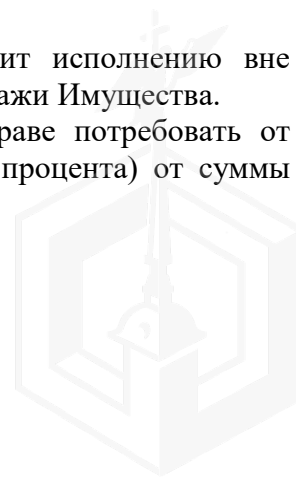 ит исполнению вне
ажи Имущества.
раве потребовать от
процента) от суммы